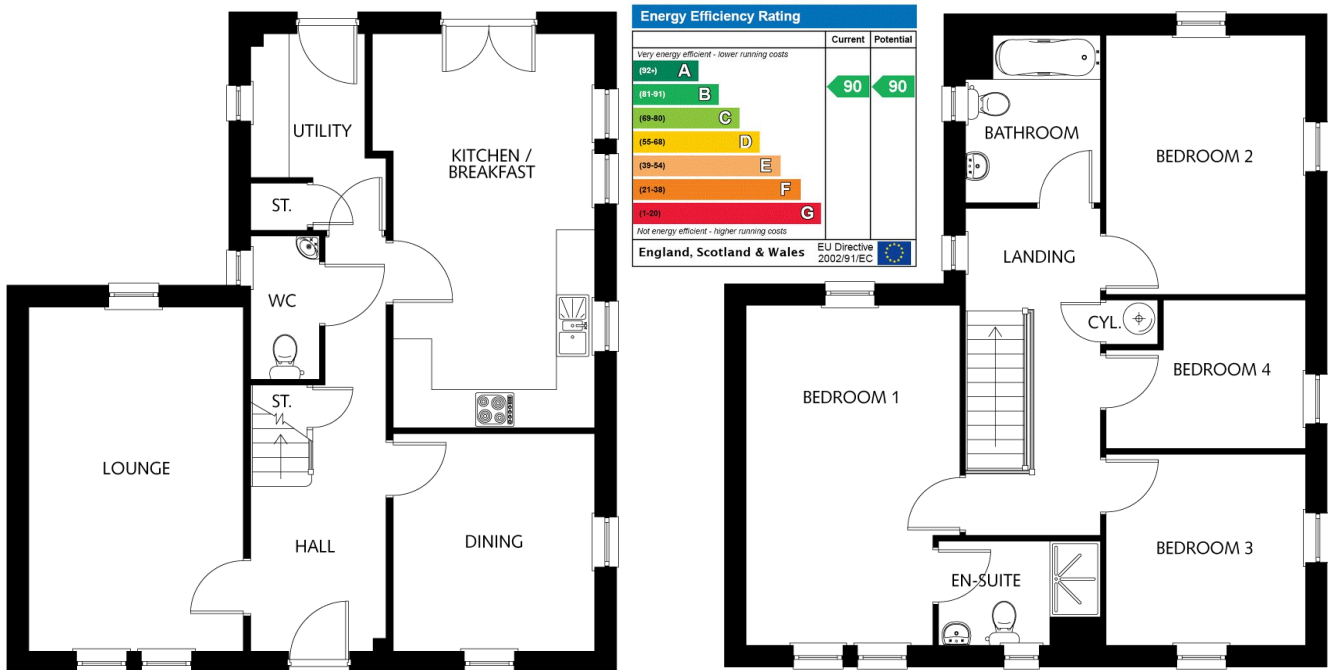 UTILITY
KITCHEN /
BREAKFAST
ST.
WC
ST.
LOUNGE
HALL
DINING
Energy Efficiency Rating
Current Potential
Very energy efficient - lower running costs
(92+) A
(81-91) B
90 90
(69-80) C
(55-68) D
(39-54) E
(21-38) F
(1-20) G
Not energy efficient - higher running costs
England, Scotland & Wales
EU Directive
2002/91/EC
BATHROOM
BEDROOM 2
LANDING
CYL.
BEDROOM 1
BEDROOM 4
BEDROOM 3
EN-SUITE